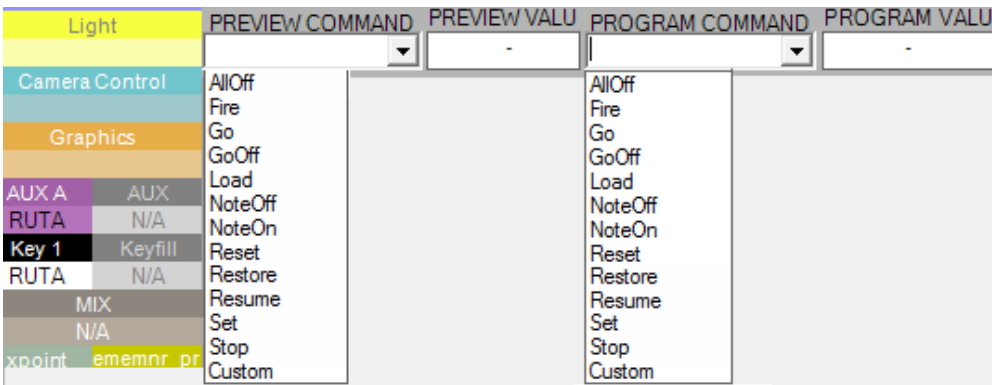 Light
PREVIEW COMMAND PREVIEW VALU PROGRAM COMMAND PROGRAM VALU
- -
Camera Control
Graphics
AUX A AUX
RUTA N/A
Key 1 Keyfill
RUTA N/A
MIX
N/A
xpoint ememnr pr
AllOff
Fire
Go
GoOff
Load
NoteOff
NoteOn
Reset
Restore
Resume
Set
Stop
Custom
AllOff
Fire
Go
GoOff
Load
NoteOff
NoteOn
Reset
Restore
Resume
Set
Stop
Custom